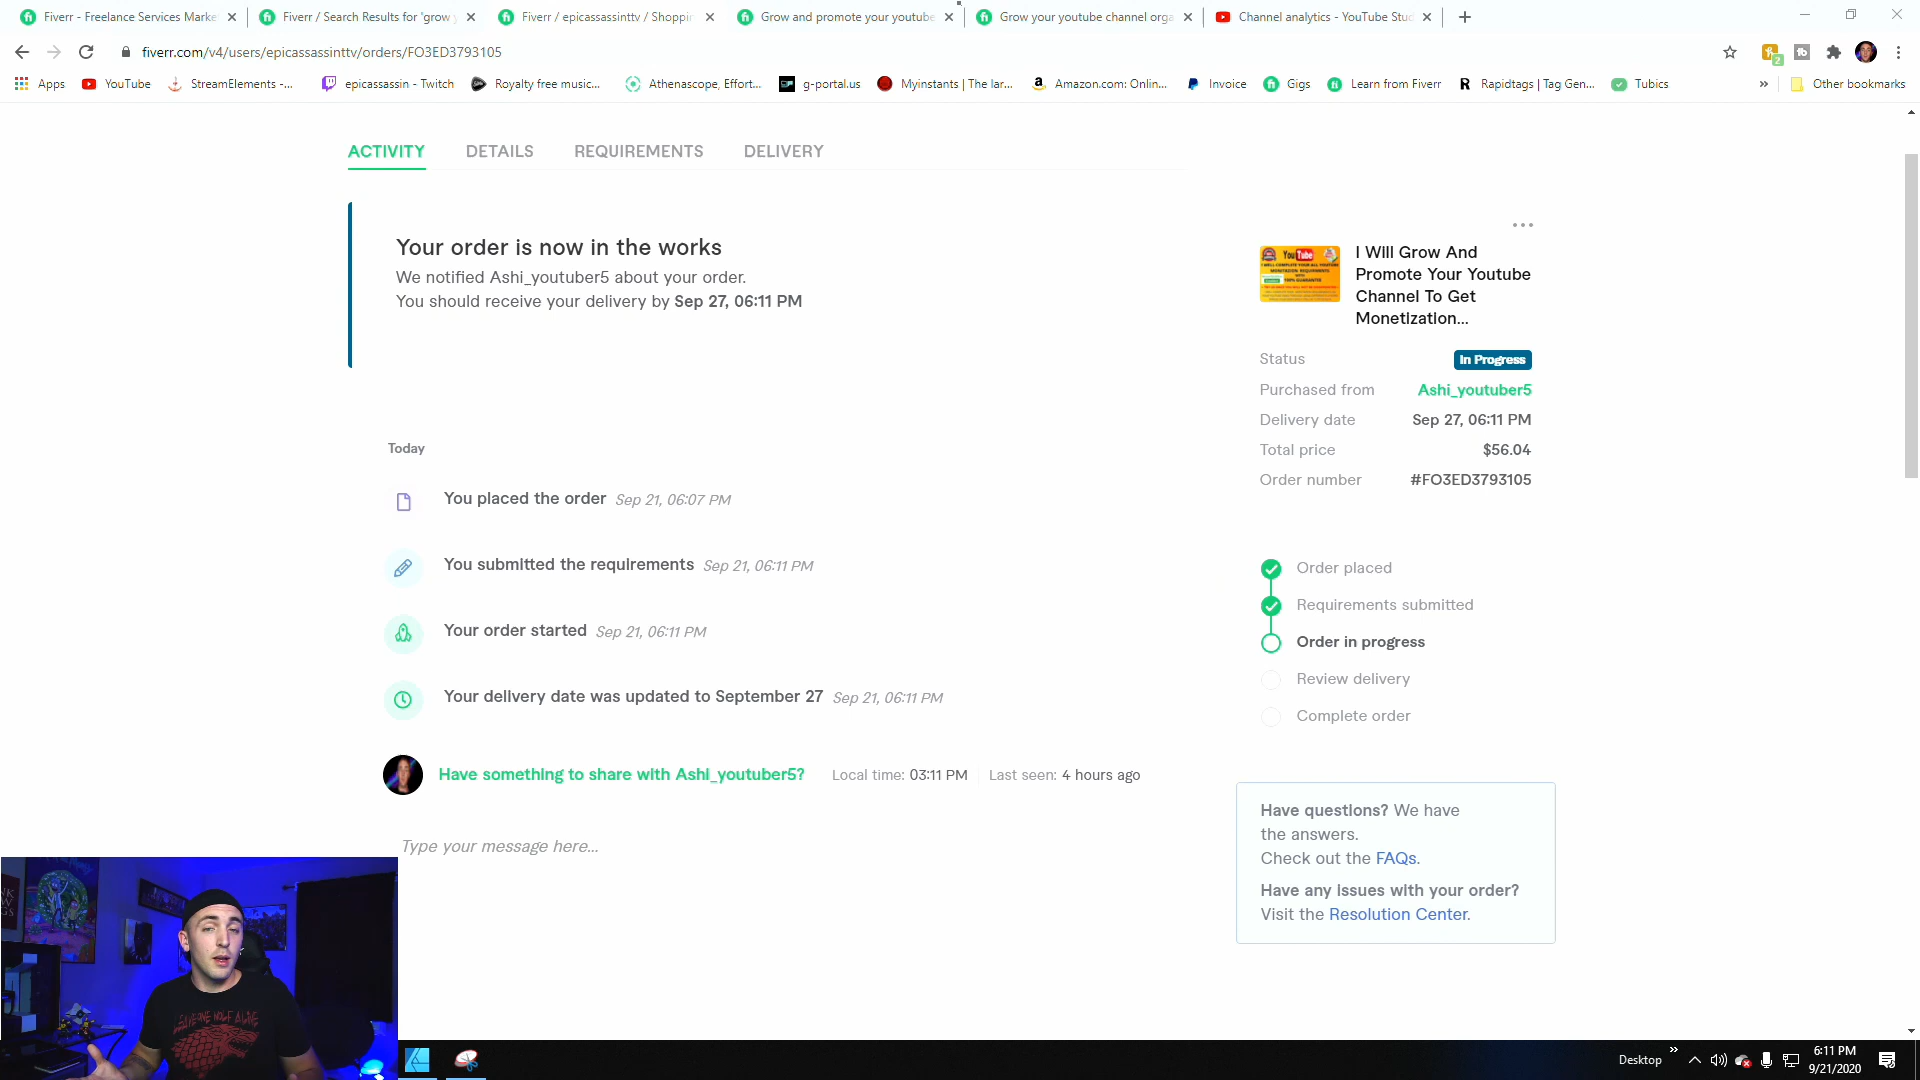 Fiverr - Freelance Services Marke
Fiverr / Search Results for 'grow y
Fiverr / epicassassinttv / Shoppin
Grow and promote your youtube
Grow your youtube channel orga
Channel analytics - YouTube Stud
fiverr.com/v4/users/epicassassinttv/orders/FO3ED3793105
2
Apps
YouTube
StreamElements -...
epicassassin - Twitch
Royalty free music...
Athenascope, Effort...
g-portal.us
Myinstants | The lar...
Amazon.com: Onlin...
Invoice
Gigs
Learn from Fiverr
Rapidtags | Tag Gen...
Tubics
»
Other bookmarks
ACTIVITY
DETAILS
REQUIREMENTS
DELIVERY
Your order is now in the works
We notified Ashi_youtuber5 about your order.
You should receive your delivery by Sep 27, 06:11 PM
Today
You placed the order Sep 21, 06:07 PM
You submitted the requirements Sep 21, 06:11 PM
Your order started Sep 21, 06:11 PM
Your delivery date was updated to September 27 Sep 21, 06:11 PM
Have something to share with Ashi_youtuber5?
Local time: 03:11 PM
Last seen: 4 hours ago
Type your message here...
You Tube
I Will Grow And
Promote Your Youtube
Channel To Get
Monetization...
Status In Progress
Purchased from Ashi_youtuber5
Delivery date Sep 27, 06:11 PM
Total price $56.04
Order number #FO3ED3793105
Order placed
Requirements submitted
Order in progress
Review delivery
Complete order
Have questions? We have
the answers.
Check out the FAQs.
Have any issues with your order?
Visit the Resolution Center.
Desktop
»
6:11 PM
9/21/2020